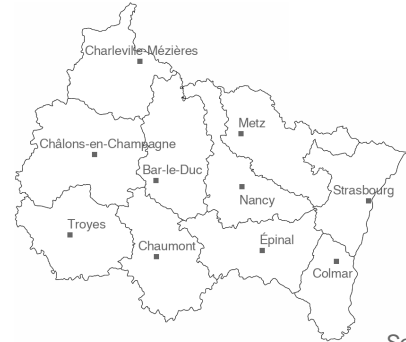 Charleville-Mézières
Metz
Châlons-en-Champagne
Bar-le-Duc
Strasbourg
Nancy
Troyes
Chaumont
Épinal
Colmar